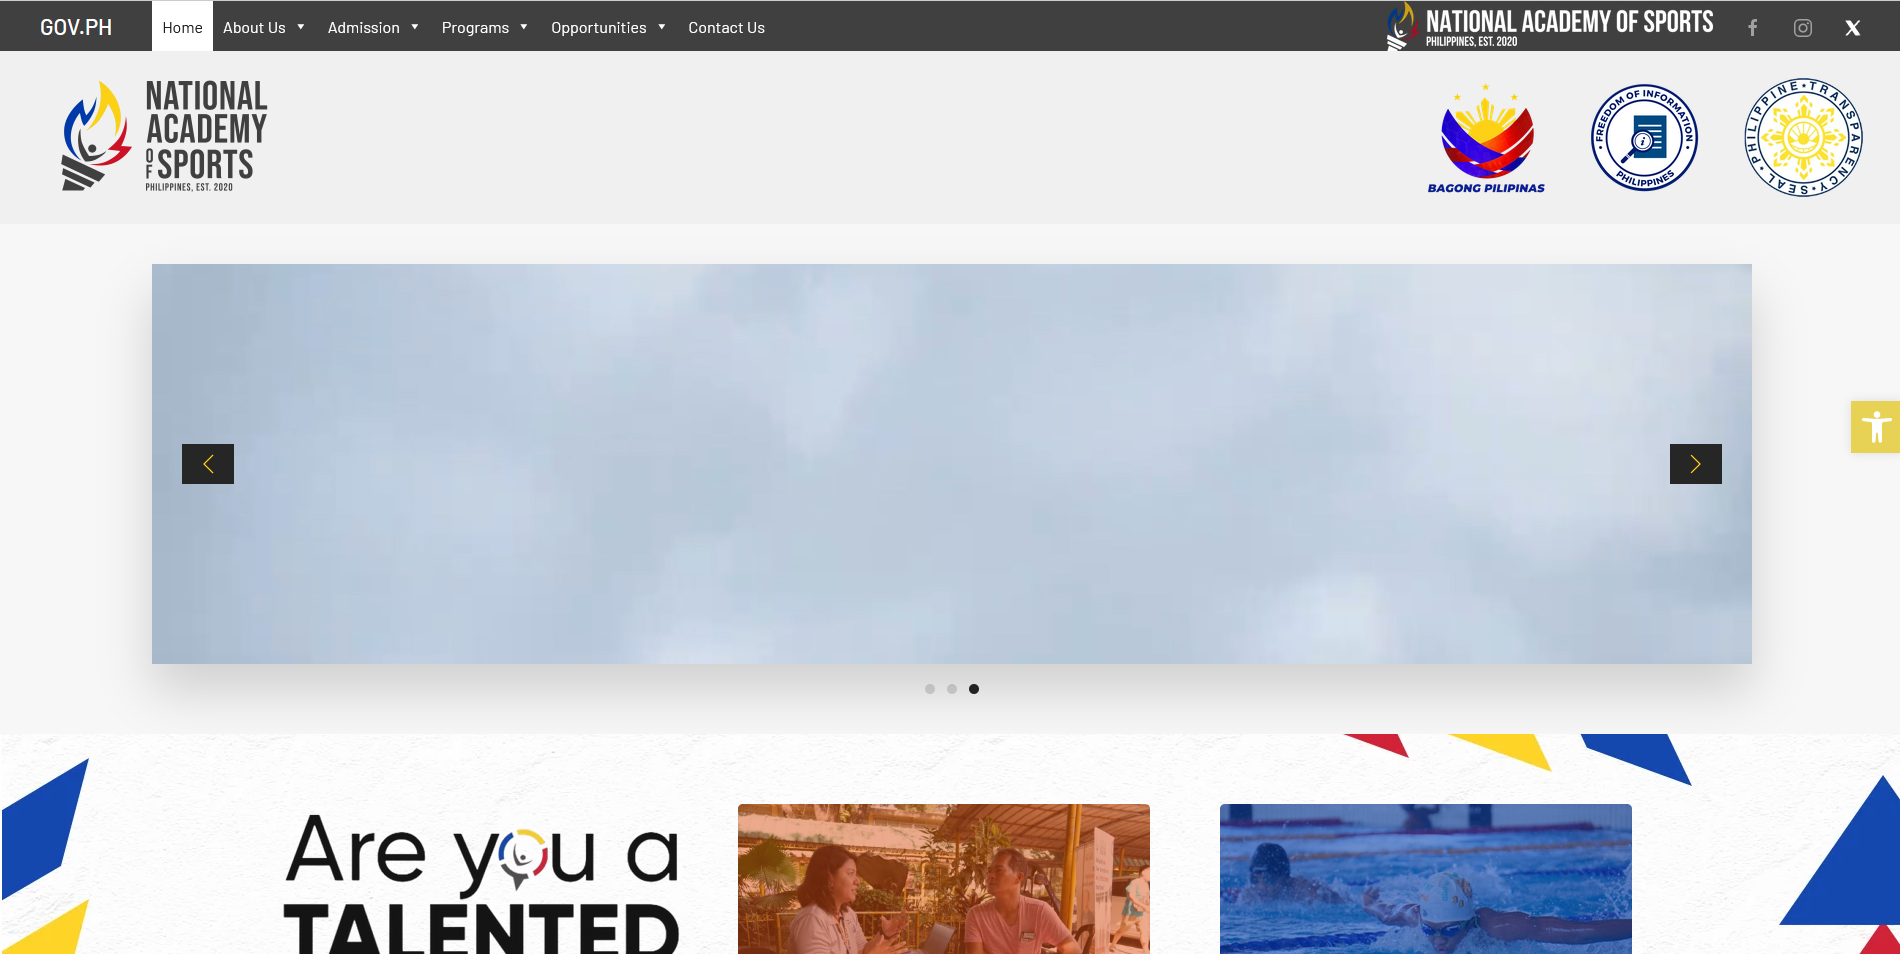 GOV.PH
Home
About Us
Admission
Programs
Opportunities
Contact Us
NATIONAL ACADEMY OF SPORTS
PHILIPPINES, EST. 2020
NATIONAL
ACADEMY
OF SPORTS
PHILIPPINES, EST. 2020
BAGONG PILIPINAS
• FREEDOM OF INFORMATION •
PHILIPPINES
PHILIPPINE • TRANSPARENCY • SEAL •
Are you a
TALENTED